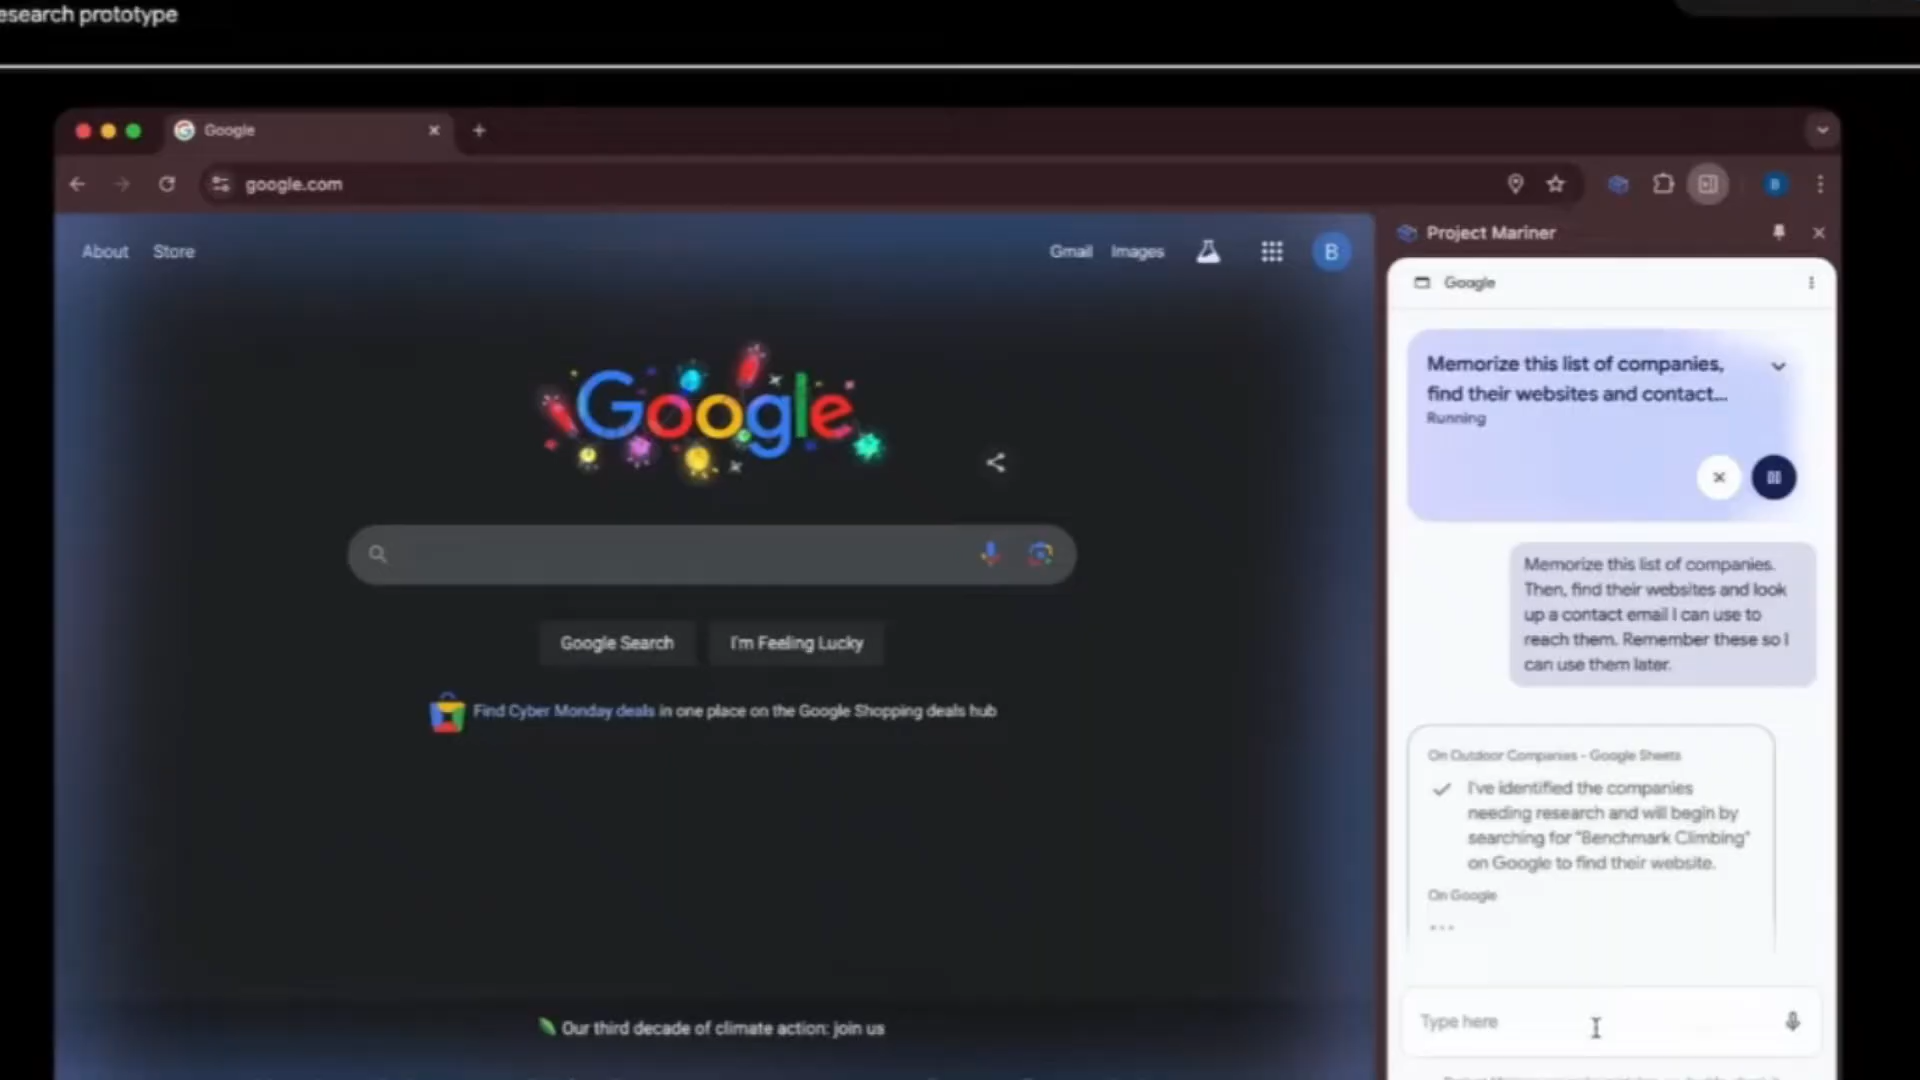 esearch prototype
Google
google.com
About Store
Gmail Images
B
B
Google
Google Search
I'm Feeling Lucky
Find Cyber Monday deals in one place on the Google Shopping deals hub
Our third decade of climate action: join us
Project Mariner
Google
Memorize this list of companies,
find their websites and contact...
Running
Memorize this list of companies.
Then, find their websites and look
up a contact email I can use to
reach them. Remember these so I
can use them later.
On Outdoor Companies - Google Sheets
I've identified the companies
needing research and will begin by
searching for "Benchmark Climbing"
on Google to find their website.
On Google
...
Type here